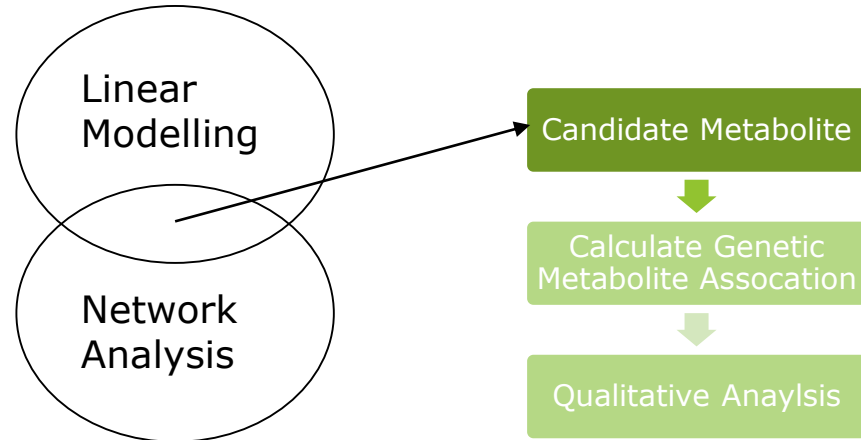 Linear
Modelling
Network
Analysis
Candidate Metabolite
Calculate Genetic
Metabolite Assocation
Qualitative Anaylsis